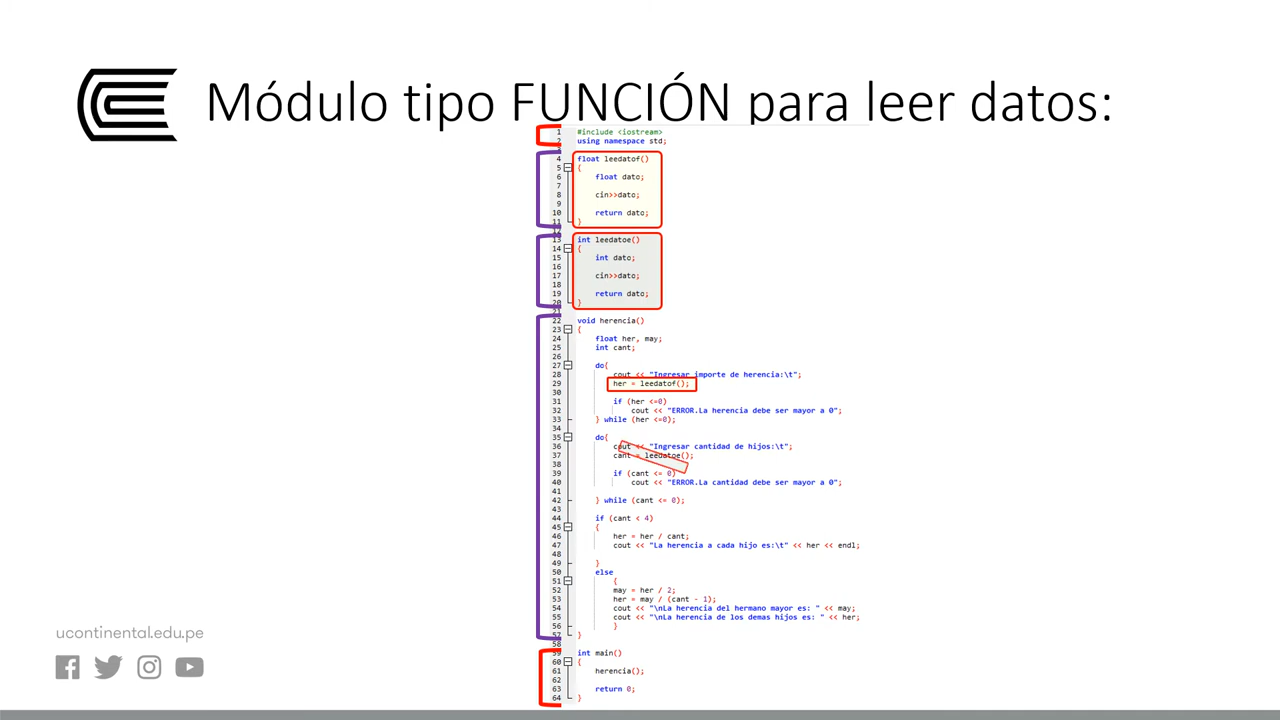 Módulo tipo FUNCIÓN para leer datos:
1 #include <iostream>
2 using namespace std;
3
4 float leedatof()
5 {
6 float dato;
7
8 cin>>dato;
9
10 return dato;
11 }
12
13 int leedatoe()
14 {
15 int dato;
16
17 cin>>dato;
18
19 return dato;
20 }
21
22 void herencia()
23 {
24 float her, may;
25 int cant;
26
27 do{
28 cout << "Ingresar importe de herencia:\t";
29 her = leedatof();
30
31 if (her <=0)
32 cout << "ERROR.La herencia debe ser mayor a 0";
33 } while (her <=0);
34
35 do{
36 cout << "Ingresar cantidad de hijos:\t";
37 cant = leedatoe();
38
39 if (cant <= 0)
40 cout << "ERROR.La cantidad debe ser mayor a 0";
41
42 } while (cant <= 0);
43
44 if (cant < 4)
45 {
46 her = her / cant;
47 cout << "La herencia a cada hijo es:\t" << her << endl;
48
49 }
50 else
51 {
52 may = her / 2;
53 her = may / (cant - 1);
54 cout << "\nLa herencia del hermano mayor es: " << may;
55 cout << "\nLa herencia de los demas hijos es: " << her;
56 }
57 }
58
59 int main()
60 {
61 herencia();
62
63 return 0;
64 }
ucontinental.edu.pe